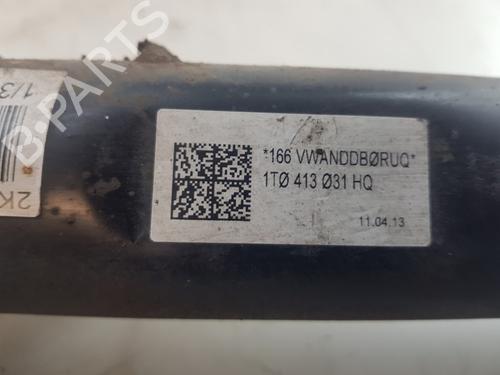 B-PARTS
1/3
2K
*166 VWANDDBØRUQ*
1TØ 413 Ø31 HQ
11.04.13